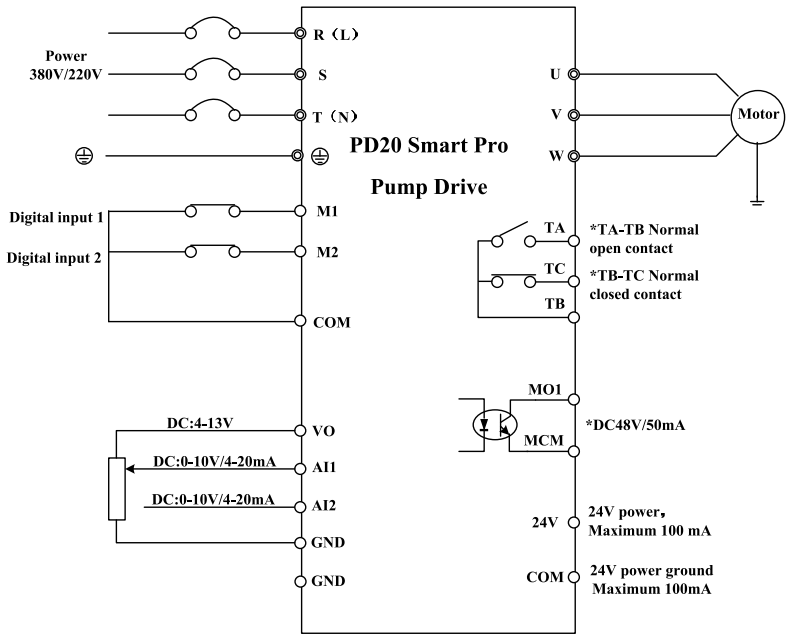 Power
380V/220V
R（L）
S
T（N）
PD20 Smart Pro
Pump Drive
U
V
W
Motor
Digital input 1
M1
Digital input 2
M2
COM
TA
*TA-TB Normal
open contact
TC
*TB-TC Normal
closed contact
TB
DC:4-13V
VO
DC:0-10V/4-20mA
AI1
DC:0-10V/4-20mA
AI2
GND
GND
MO1
*DC48V/50mA
MCM
24V
24V power，
Maximum 100 mA
COM
24V power ground
Maximum 100mA